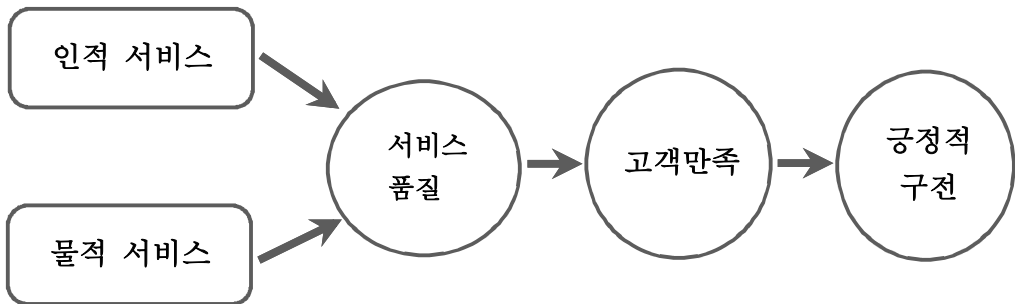 인적 서비스
물적 서비스
서비스
품질
고객만족
긍정적
구전